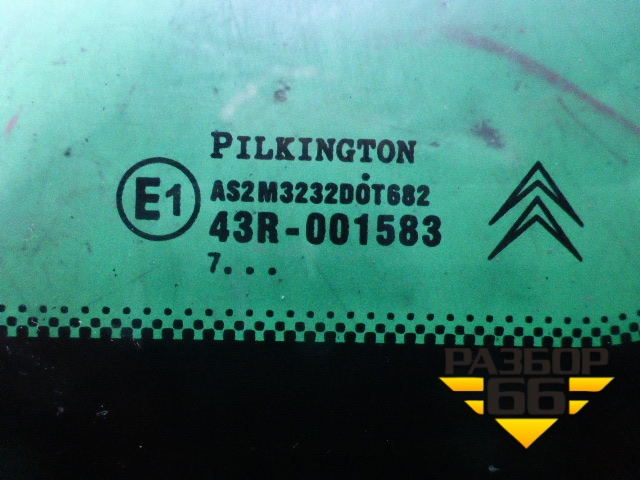 PILKINGTON
E1
AS2M3232DOT682
43R-001583
7...
РАЗБОР
66